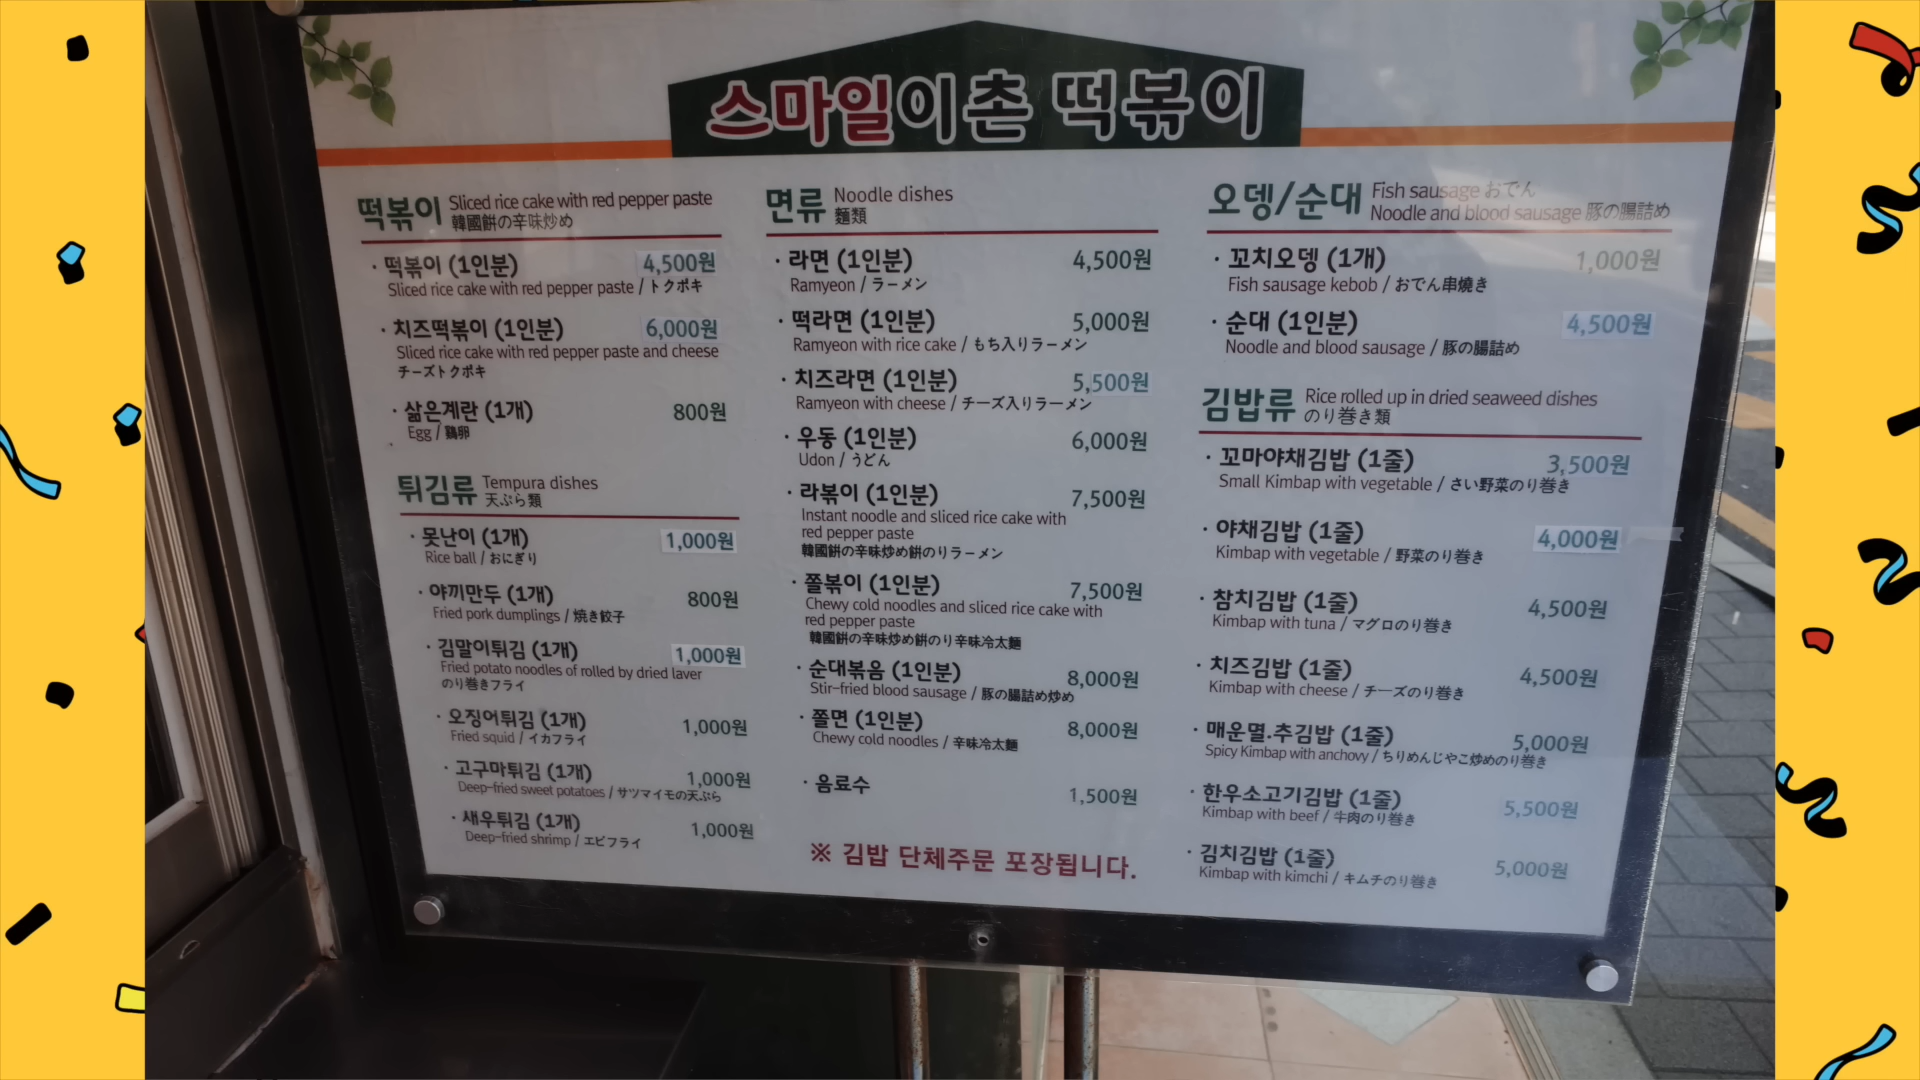 스마일이촌 떡볶이
떡볶이 Sliced rice cake with red pepper paste
韓國餠の辛味炒め
· 떡볶이 (1인분) 4,500원
Sliced rice cake with red pepper paste / トクポキ
· 치즈떡볶이 (1인분) 6,000원
Sliced rice cake with red pepper paste and cheese
チーズトクポキ
· 삶은계란 (1개) 800원
Egg / 鷄卵
튀김류 Tempura dishes
天ぷら類
· 못난이 (1개) 1,000원
Rice ball / おにぎり
· 야끼만두 (1개) 800원
Fried pork dumplings / 焼き餃子
· 김말이튀김 (1개) 1,000원
Fried potato noodles of rolled by dried laver
のり巻きフライ
· 오징어튀김 (1개) 1,000원
Fried squid / イカフライ
· 고구마튀김 (1개) 1,000원
Deep-fried sweet potatoes / サツマイモの天ぷら
· 새우튀김 (1개) 1,000원
Deep-fried shrimp / エビフライ
면류 Noodle dishes
麵類
· 라면 (1인분) 4,500원
Ramyeon / ラーメン
· 떡라면 (1인분) 5,000원
Ramyeon with rice cake / もち入りラーメン
· 치즈라면 (1인분) 5,500원
Ramyeon with cheese / チーズ入りラーメン
· 우동 (1인분) 6,000원
Udon / うどん
· 라볶이 (1인분) 7,500원
Instant noodle and sliced rice cake with
red pepper paste
韓國餠の辛味炒め餠のりラーメン
· 쫄볶이 (1인분) 7,500원
Chewy cold noodles and sliced rice cake with
red pepper paste
韓國餠の辛味炒め餠のり辛味冷太麵
· 순대볶음 (1인분) 8,000원
Stir-fried blood sausage / 豚の腸詰め炒め
· 쫄면 (1인분) 8,000원
Chewy cold noodles / 辛味冷太麵
· 음료수 1,500원
※ 김밥 단체주문 포장됩니다.
오뎅/순대 Fish sausage おでん
Noodle and blood sausage 豚の腸詰め
· 꼬치오뎅 (1개) 1,000원
Fish sausage kebob / おでん串燒き
· 순대 (1인분) 4,500원
Noodle and blood sausage / 豚の腸詰め
김밥류 Rice rolled up in dried seaweed dishes
のり巻き類
· 꼬마야채김밥 (1줄) 3,500원
Small Kimbap with vegetable / さい野菜のり巻き
· 야채김밥 (1줄) 4,000원
Kimbap with vegetable / 野菜のり巻き
· 참치김밥 (1줄) 4,500원
Kimbap with tuna / マグロのり巻き
· 치즈김밥 (1줄) 4,500원
Kimbap with cheese / チーズのり巻き
· 매운멸.추김밥 (1줄) 5,000원
Spicy Kimbap with anchovy / ちりめんじゃこ炒めのり巻き
· 한우소고기김밥 (1줄) 5,500원
Kimbap with beef / 牛肉のり巻き
· 김치김밥 (1줄) 5,000원
Kimbap with kimchi / キムチのり巻き